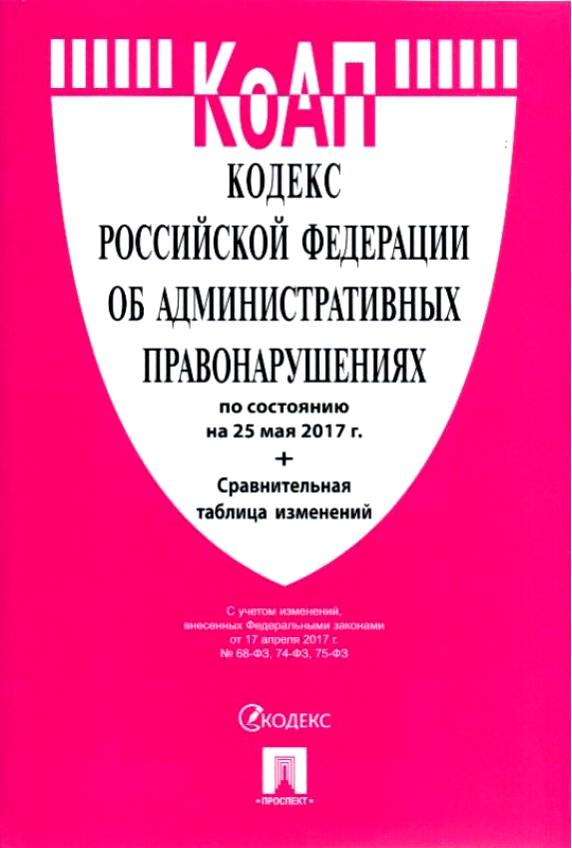 КоАП
КОДЕКС
РОССИЙСКОЙ ФЕДЕРАЦИИ
ОБ АДМИНИСТРАТИВНЫХ
ПРАВОНАРУШЕНИЯХ
по состоянию
на 25 мая 2017 г.
+
Сравнительная
таблица изменений
С учетом изменений,
внесенных Федеральными законами
от 17 апреля 2017 г.
№ 68-ФЗ, 74-ФЗ, 75-ФЗ
КОДЕКС
•ПРОСПЕКТ•